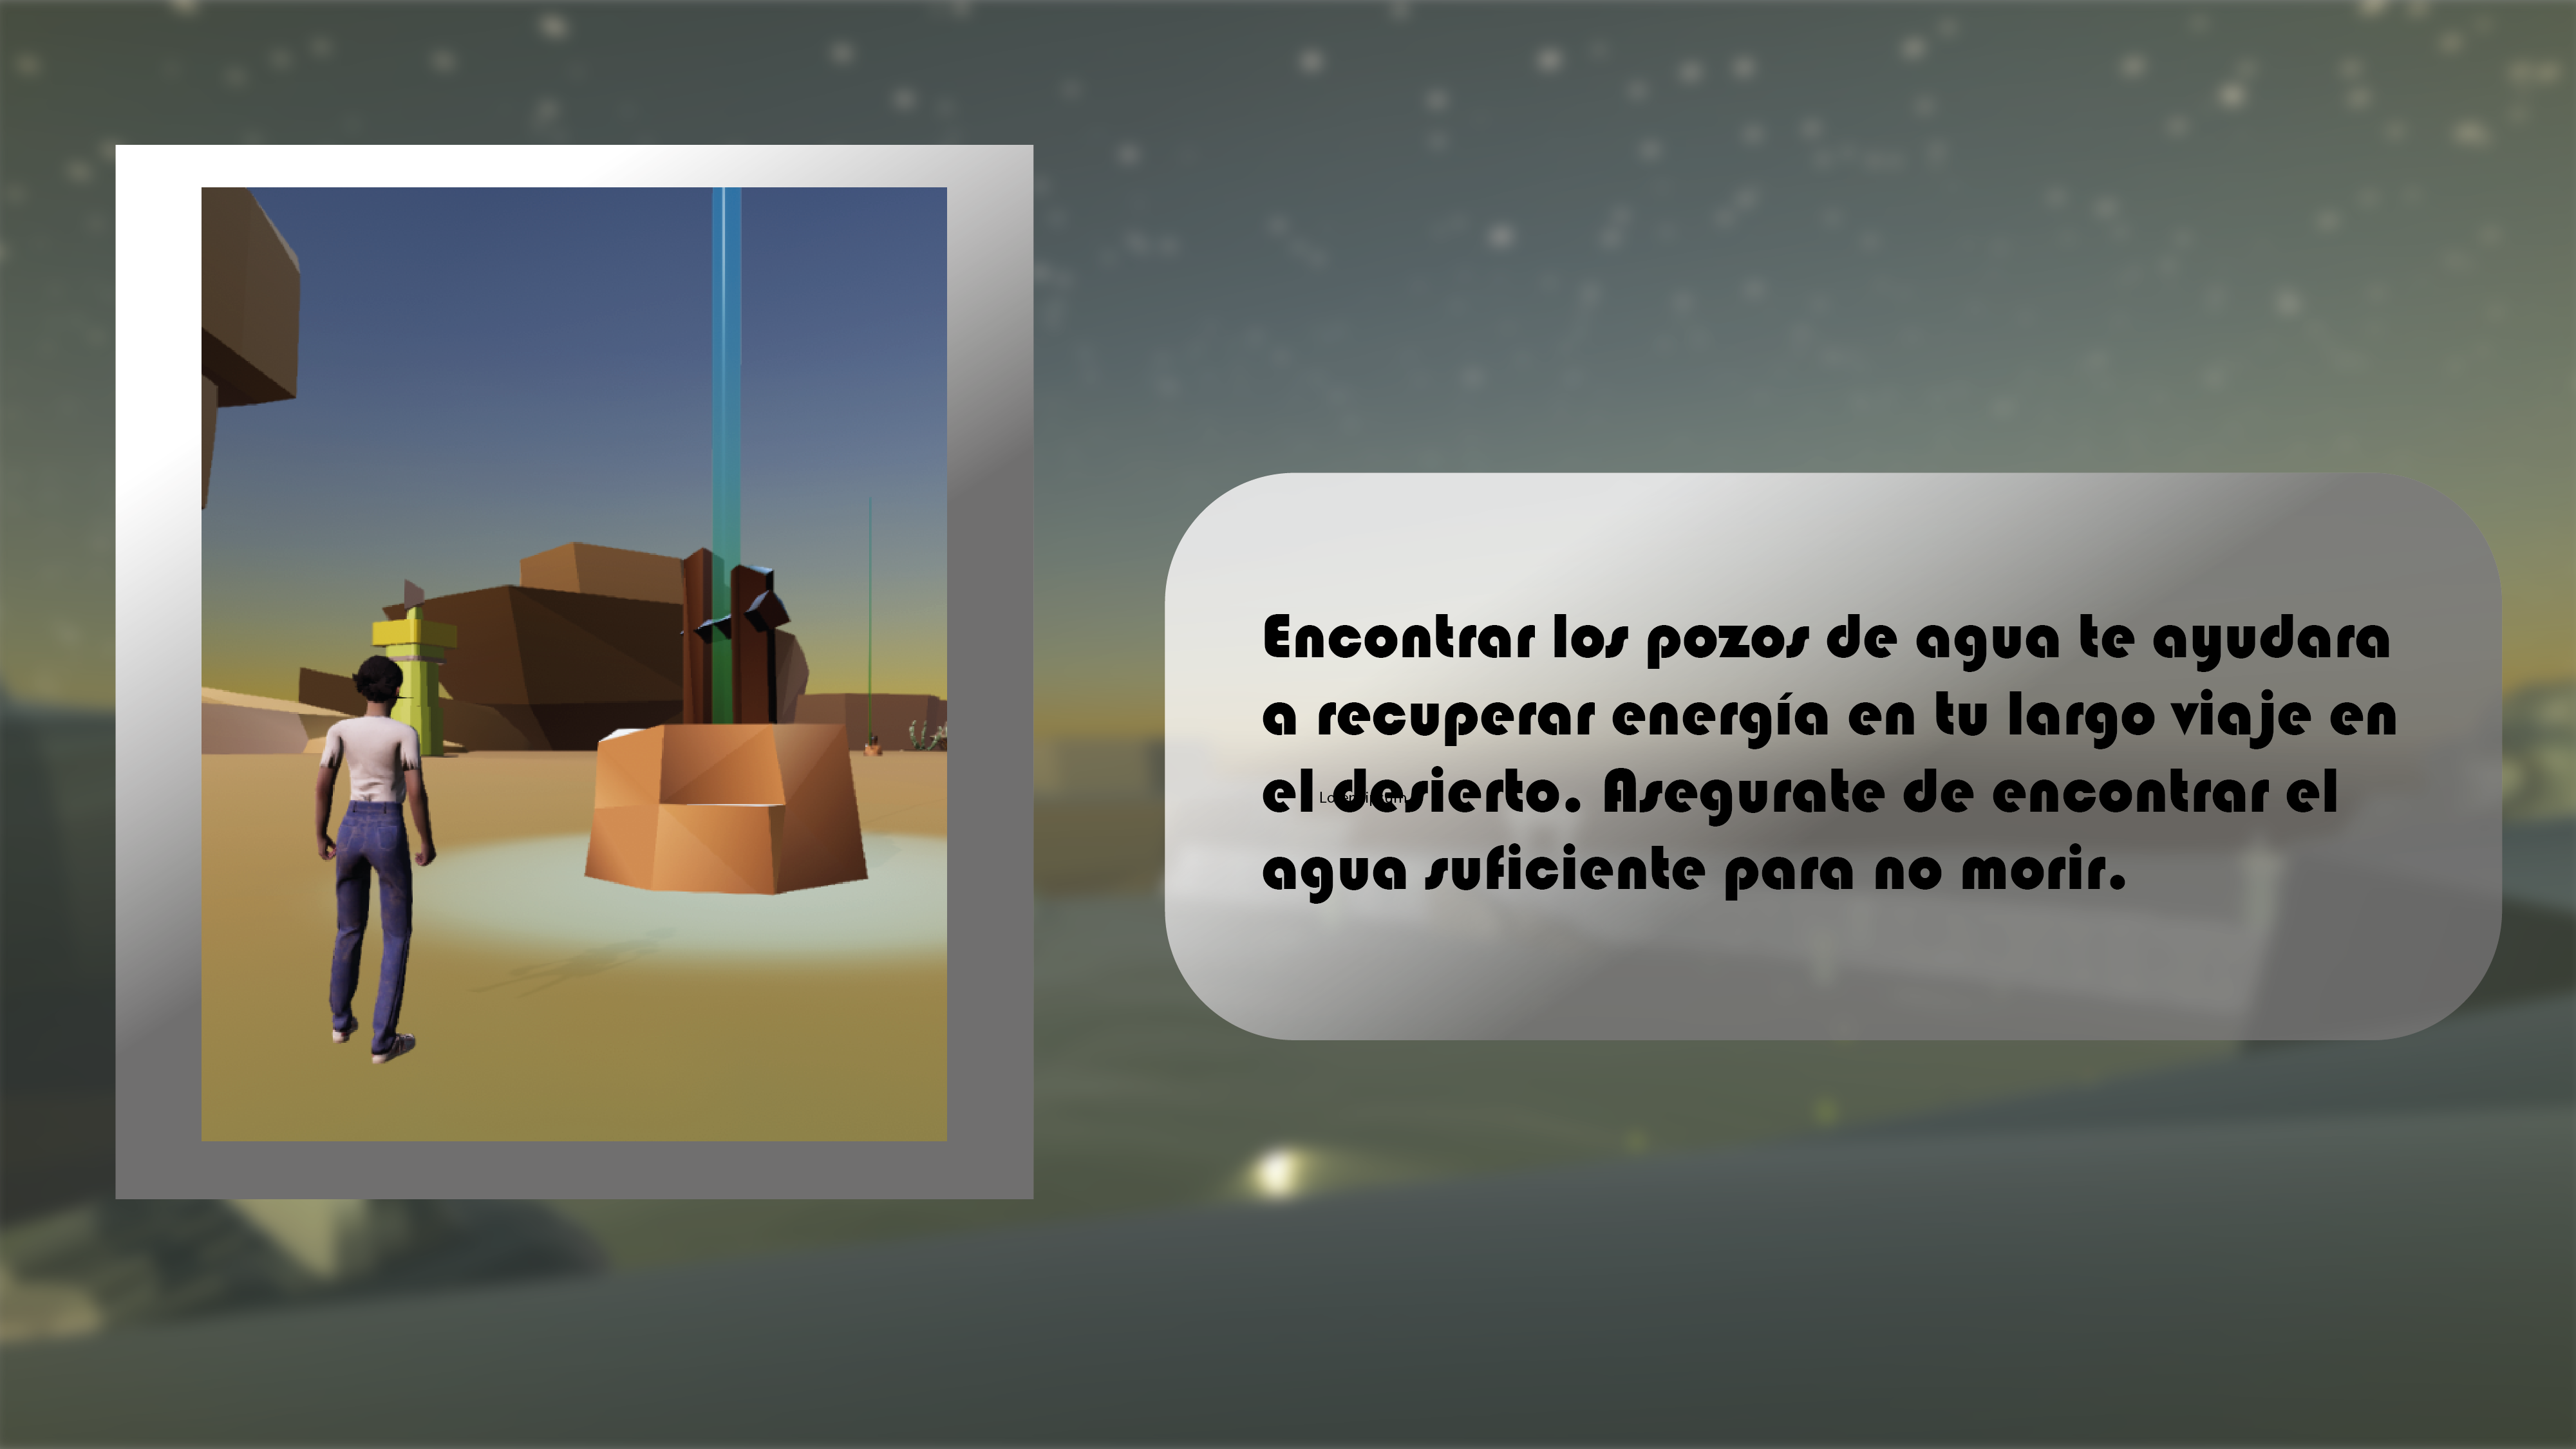 Encontrar los pozos de agua te ayudara
a recuperar energía en tu largo viaje en
el desierto. Asegurate de encontrar el
agua suficiente para no morir.